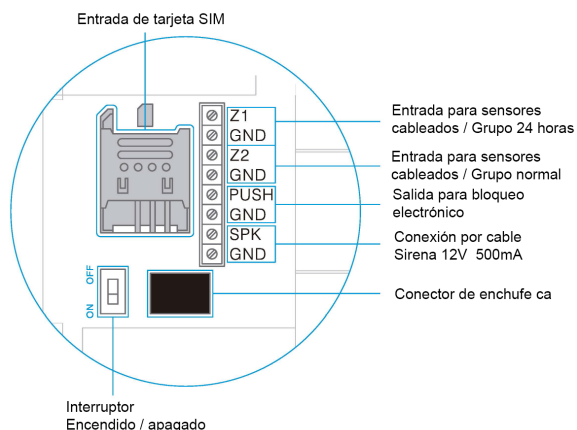 Entrada de tarjeta SIM
Z1
GND
Z2
GND
PUSH
GND
SPK
GND
Entrada para sensores
cableados / Grupo 24 horas
Entrada para sensores
cableados / Grupo normal
Salida para bloqueo
electrónico
Conexión por cable
Sirena 12V 500mA
Conector de enchufe ca
OFF
ON
Interruptor
Encendido / apagado